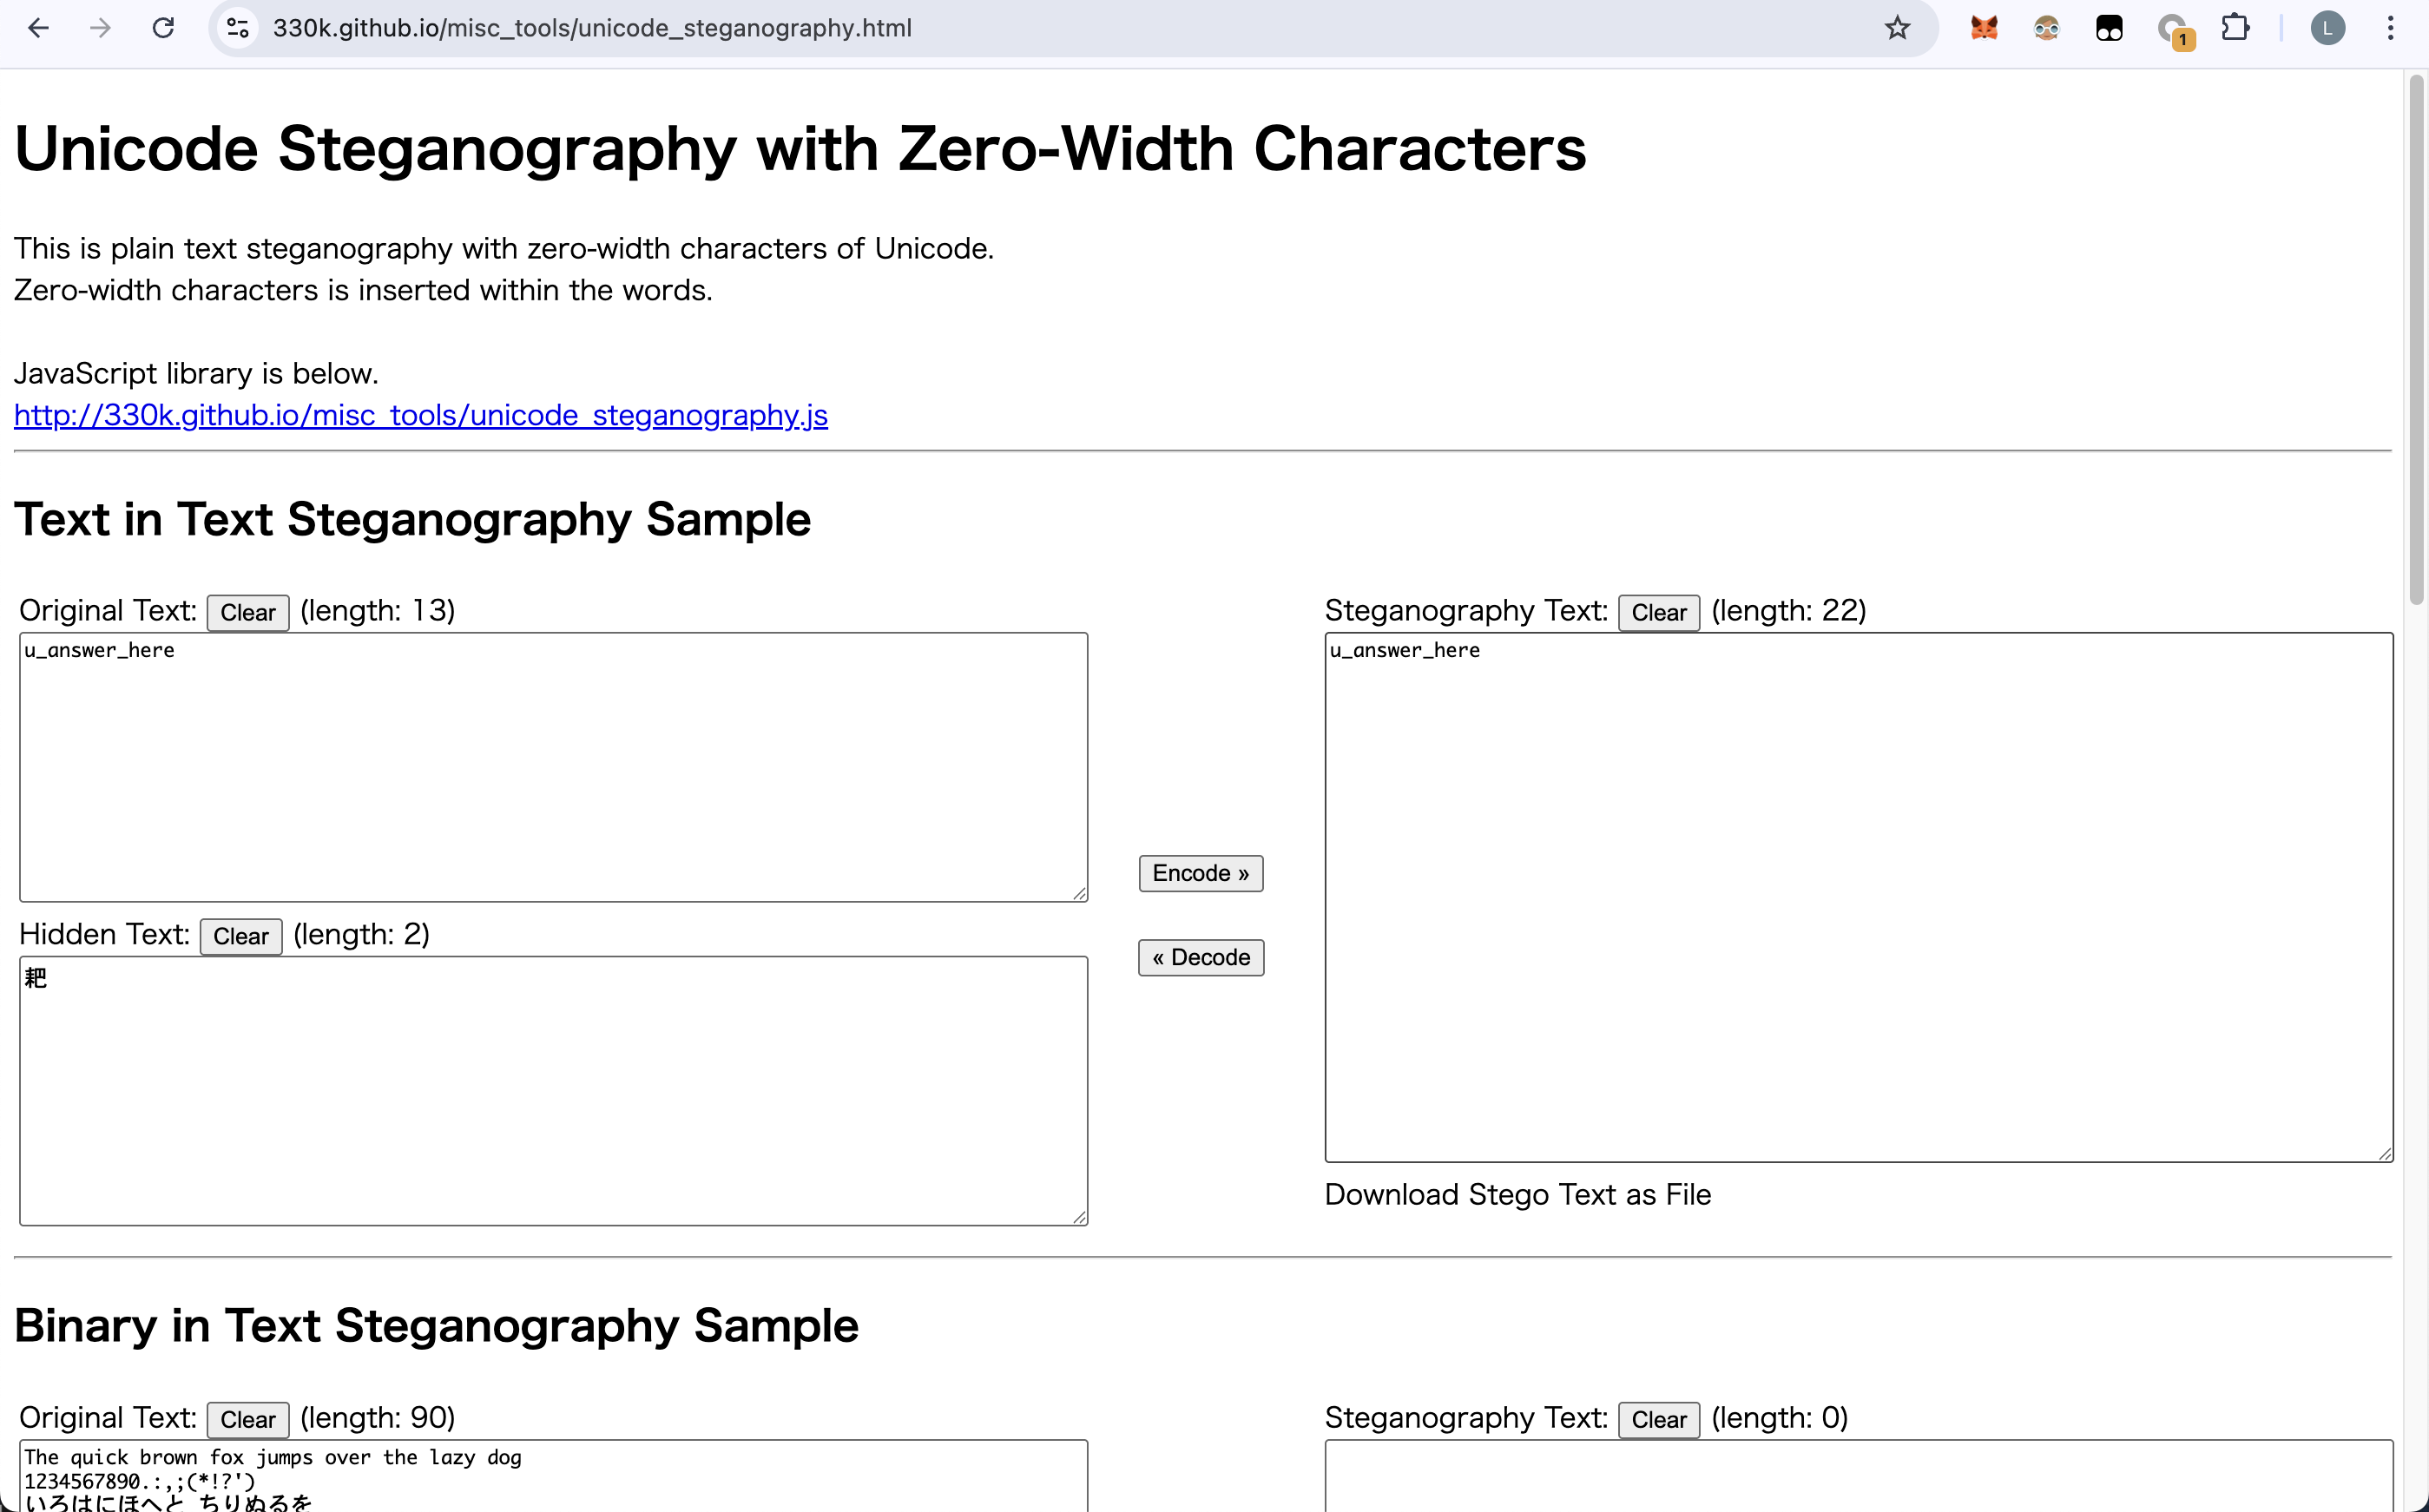 330k.github.io/misc_tools/unicode_steganography.html
1
L
Unicode Steganography with Zero-Width Characters
This is plain text steganography with zero-width characters of Unicode.
Zero-width characters is inserted within the words.
JavaScript library is below.
http://330k.github.io/misc_tools/unicode_steganography.js
Text in Text Steganography Sample
Original Text: Clear (length: 13)
u_answer_here
Hidden Text: Clear (length: 2)
耙
Encode »
« Decode
Steganography Text: Clear (length: 22)
u_answer_here
Download Stego Text as File
Binary in Text Steganography Sample
Original Text: Clear (length: 90)
The quick brown fox jumps over the lazy dog
1234567890.:,;(*!?')
いろはにほへと ちりぬるを
Steganography Text: Clear (length: 0)